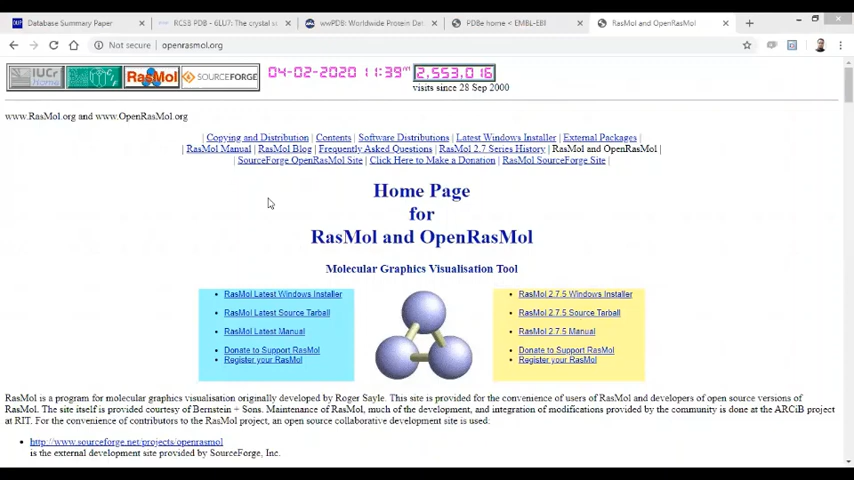 Database Summary Paper
RCSB PDB - 6LU7: The crystal s
wwPDB: Worldwide Protein Dat
PDBe home < EMBL-EBI
RasMol and OpenRasMol
Not secure | openrasmol.org
IUCr
Home
RasMol
SOURCEFORGE
04-02-2020 11:39
2,553,016
visits since 28 Sep 2000
www.RasMol.org and www.OpenRasMol.org
| Copying and Distribution | Contents | Software Distributions | Latest Windows Installer | External Packages |
| RasMol Manual | RasMol Blog | Frequently Asked Questions | RasMol 2.7 Series History | RasMol and OpenRasMol |
| SourceForge OpenRasMol Site | Click Here to Make a Donation | RasMol SourceForge Site |
Home Page
for
RasMol and OpenRasMol
Molecular Graphics Visualisation Tool
RasMol Latest Windows Installer
RasMol Latest Source Tarball
RasMol Latest Manual
Donate to Support RasMol
Register your RasMol
RasMol 2.7.5 Windows Installer
RasMol 2.7.5 Source Tarball
RasMol 2.7.5 Manual
Donate to Support RasMol
Register your RasMol
RasMol is a program for molecular graphics visualisation originally developed by Roger Sayle. This site is provided for the convenience of users of RasMol and developers of open source versions of
RasMol. The site itself is provided courtesy of Bernstein + Sons. Maintenance of RasMol, much of the development, and integration of modifications provided by the community is done at the ARCiB project
at RIT. For the convenience of contributors to the RasMol project, an open source collaborative development site is used:
http://www.sourceforge.net/projects/openrasmol
is the external development site provided by SourceForge, Inc.